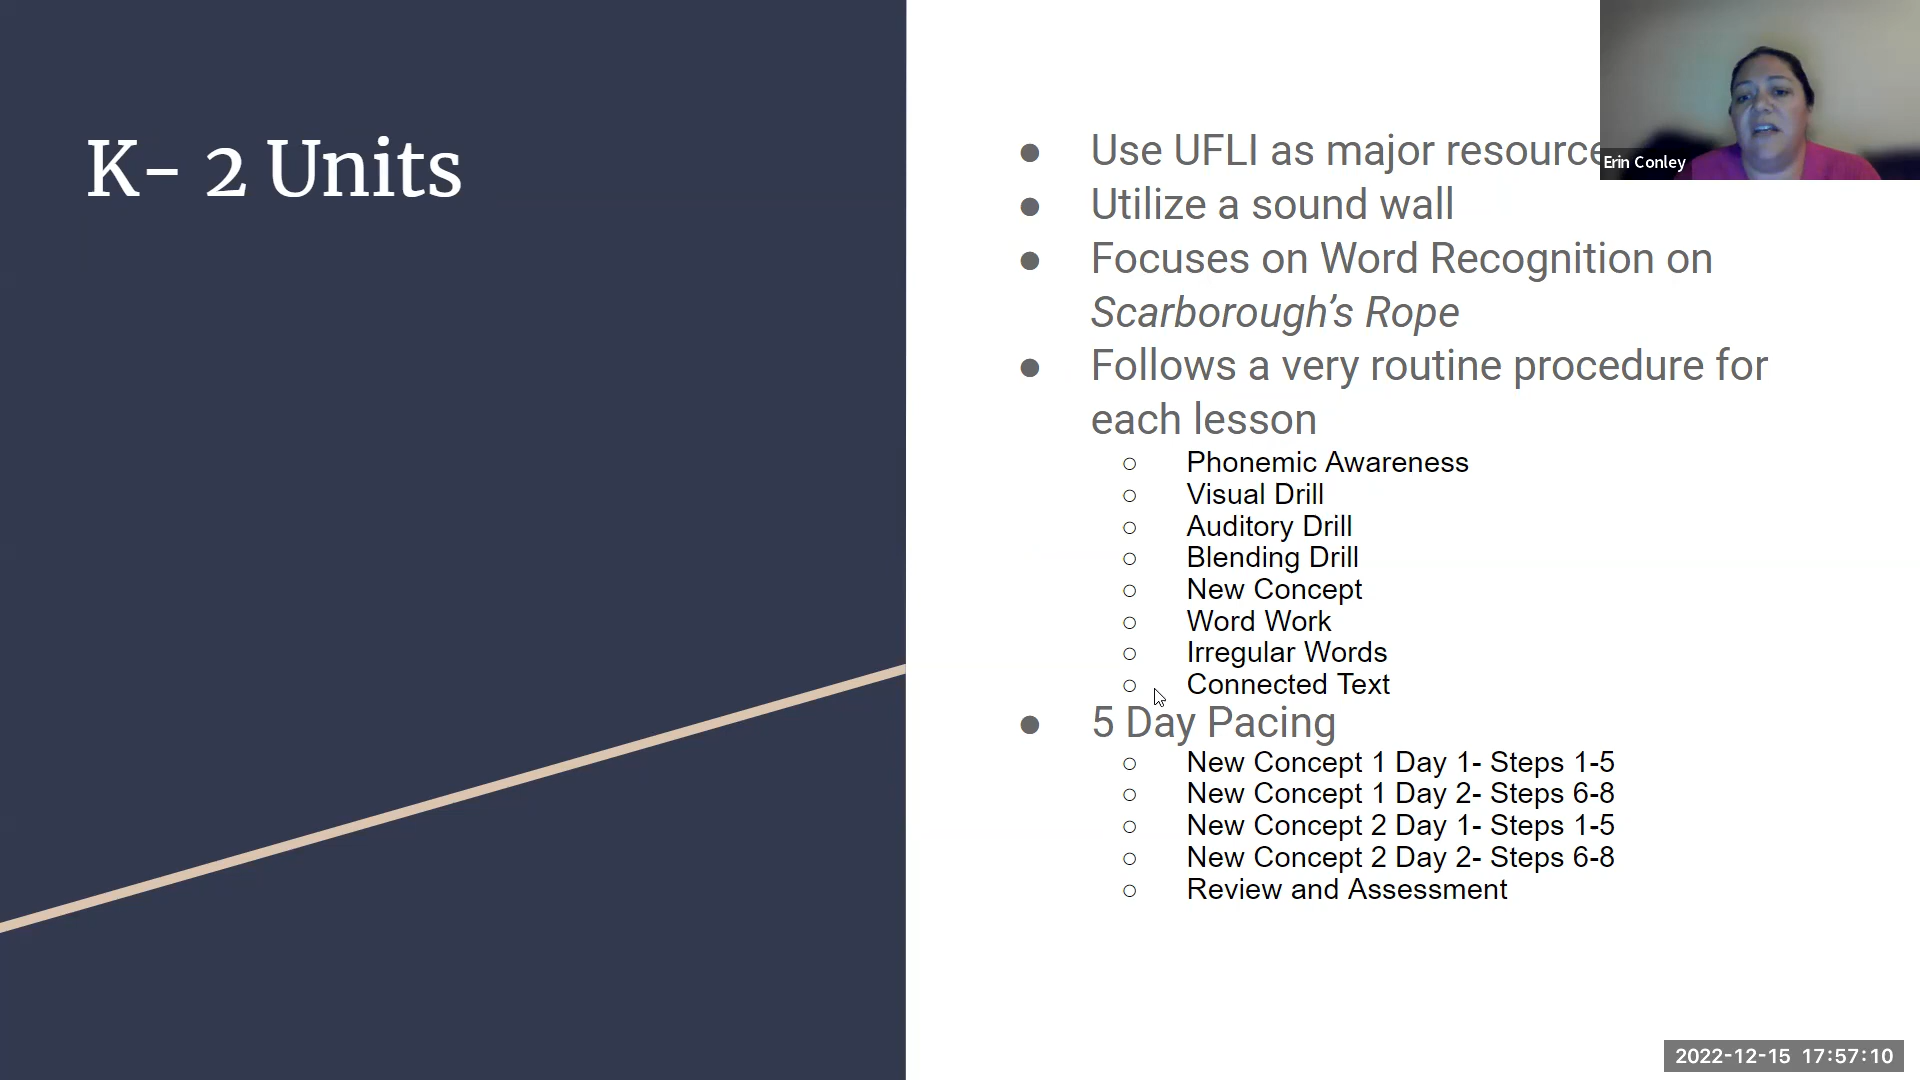 K- 2 Units
● Use UFLI as major resource
● Utilize a sound wall
● Focuses on Word Recognition on
Scarborough’s Rope
● Follows a very routine procedure for
each lesson
○ Phonemic Awareness
○ Visual Drill
○ Auditory Drill
○ Blending Drill
○ New Concept
○ Word Work
○ Irregular Words
○ Connected Text
● 5 Day Pacing
○ New Concept 1 Day 1- Steps 1-5
○ New Concept 1 Day 2- Steps 6-8
○ New Concept 2 Day 1- Steps 1-5
○ New Concept 2 Day 2- Steps 6-8
○ Review and Assessment
Erin Conley
2022-12-15 17:57:10